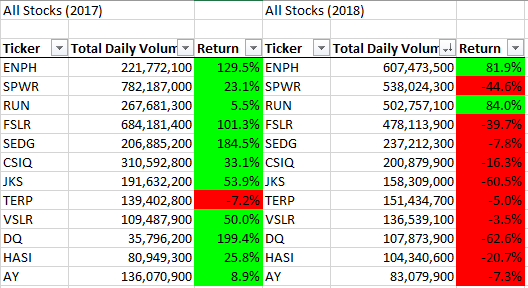 All Stocks (2017) All Stocks (2018)
Ticker Total Daily Volum Return Ticker Total Daily Volum Return
ENPH 221,772,100 129.5% ENPH 607,473,500 81.9%
SPWR 782,187,000 23.1% SPWR 538,024,300 -44.6%
RUN 267,681,300 5.5% RUN 502,757,100 84.0%
FSLR 684,181,400 101.3% FSLR 478,113,900 -39.7%
SEDG 206,885,200 184.5% SEDG 237,212,300 -7.8%
CSIQ 310,592,800 33.1% CSIQ 200,879,900 -16.3%
JKS 191,632,200 53.9% JKS 158,309,000 -60.5%
TERP 139,402,800 -7.2% TERP 151,434,700 -5.0%
VSLR 109,487,900 50.0% VSLR 136,539,100 -3.5%
DQ 35,796,200 199.4% DQ 107,873,900 -62.6%
HASI 80,949,300 25.8% HASI 104,340,600 -20.7%
AY 136,070,900 8.9% AY 83,079,900 -7.3%